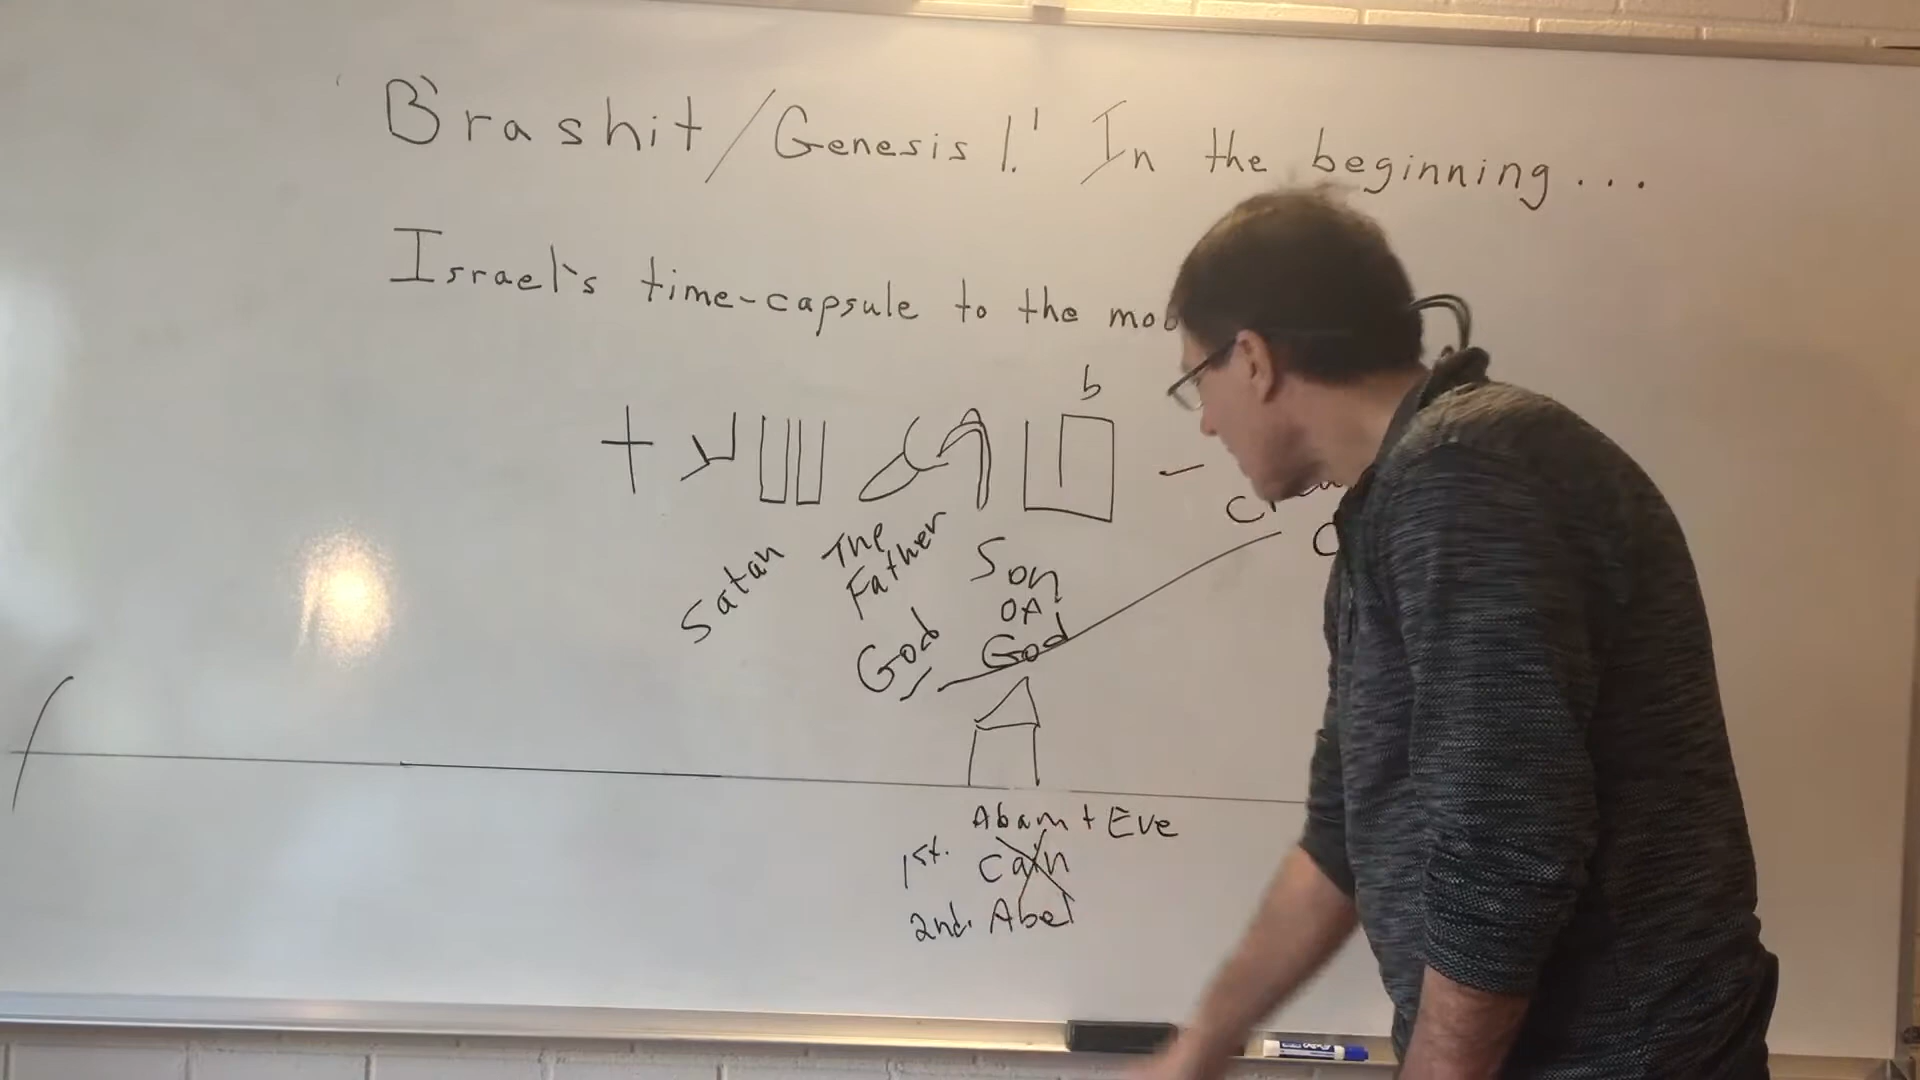 B'rashit/Genesis 1:1 In the beginning...
Israel's time-capsule to the
b
Satan
The
Father
God
Son
of
God
Adam + Eve
1st. Cain
2nd. Abel